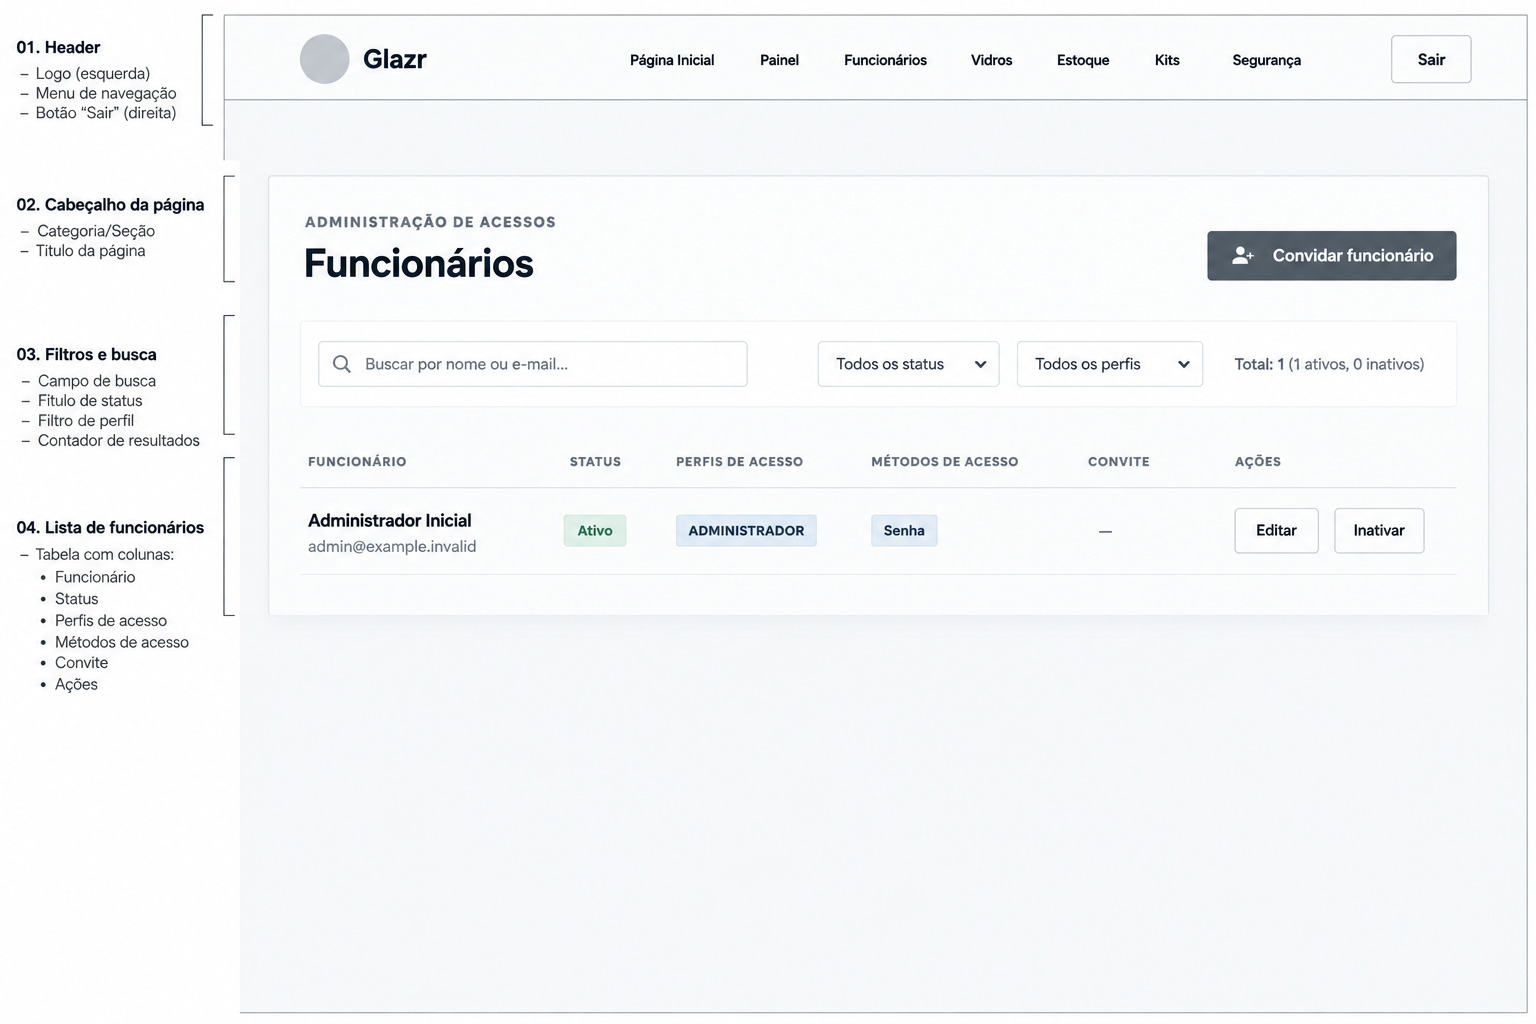 01. Header
– Logo (esquerda)
– Menu de navegação
– Botão “Sair” (direita)
Glazr
Página Inicial
Painel
Funcionários
Vidros
Estoque
Kits
Segurança
Sair
02. Cabeçalho da página
– Categoria/Seção
– Titulo da página
ADMINISTRAÇÃO DE ACESSOS
Funcionários
Convidar funcionário
03. Filtros e busca
– Campo de busca
– Fitulo de status
– Filtro de perfil
– Contador de resultados
Buscar por nome ou e-mail...
Todos os status
Todos os perfis
Total: 1 (1 ativos, 0 inativos)
04. Lista de funcionários
– Tabela com colunas:
• Funcionário
• Status
• Perfis de acesso
• Métodos de acesso
• Convite
• Ações
FUNCIONÁRIO
STATUS
PERFIS DE ACESSO
MÉTODOS DE ACESSO
CONVITE
AÇÕES
Administrador Inicial
admin@example.invalid
Ativo
ADMINISTRADOR
Senha
—
Editar
Inativar